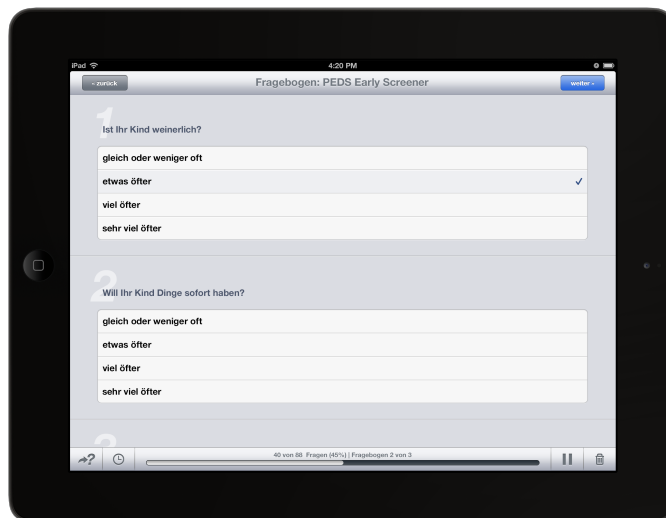 iPad 4:20 PM
« zurück Fragebogen: PEDS Early Screener weiter »
1
Ist Ihr Kind weinerlich?
gleich oder weniger oft
etwas öfter
viel öfter
sehr viel öfter
2
Will Ihr Kind Dinge sofort haben?
gleich oder weniger oft
etwas öfter
viel öfter
sehr viel öfter
3
? 40 von 88 Fragen (45%) | Fragebogen 2 von 3